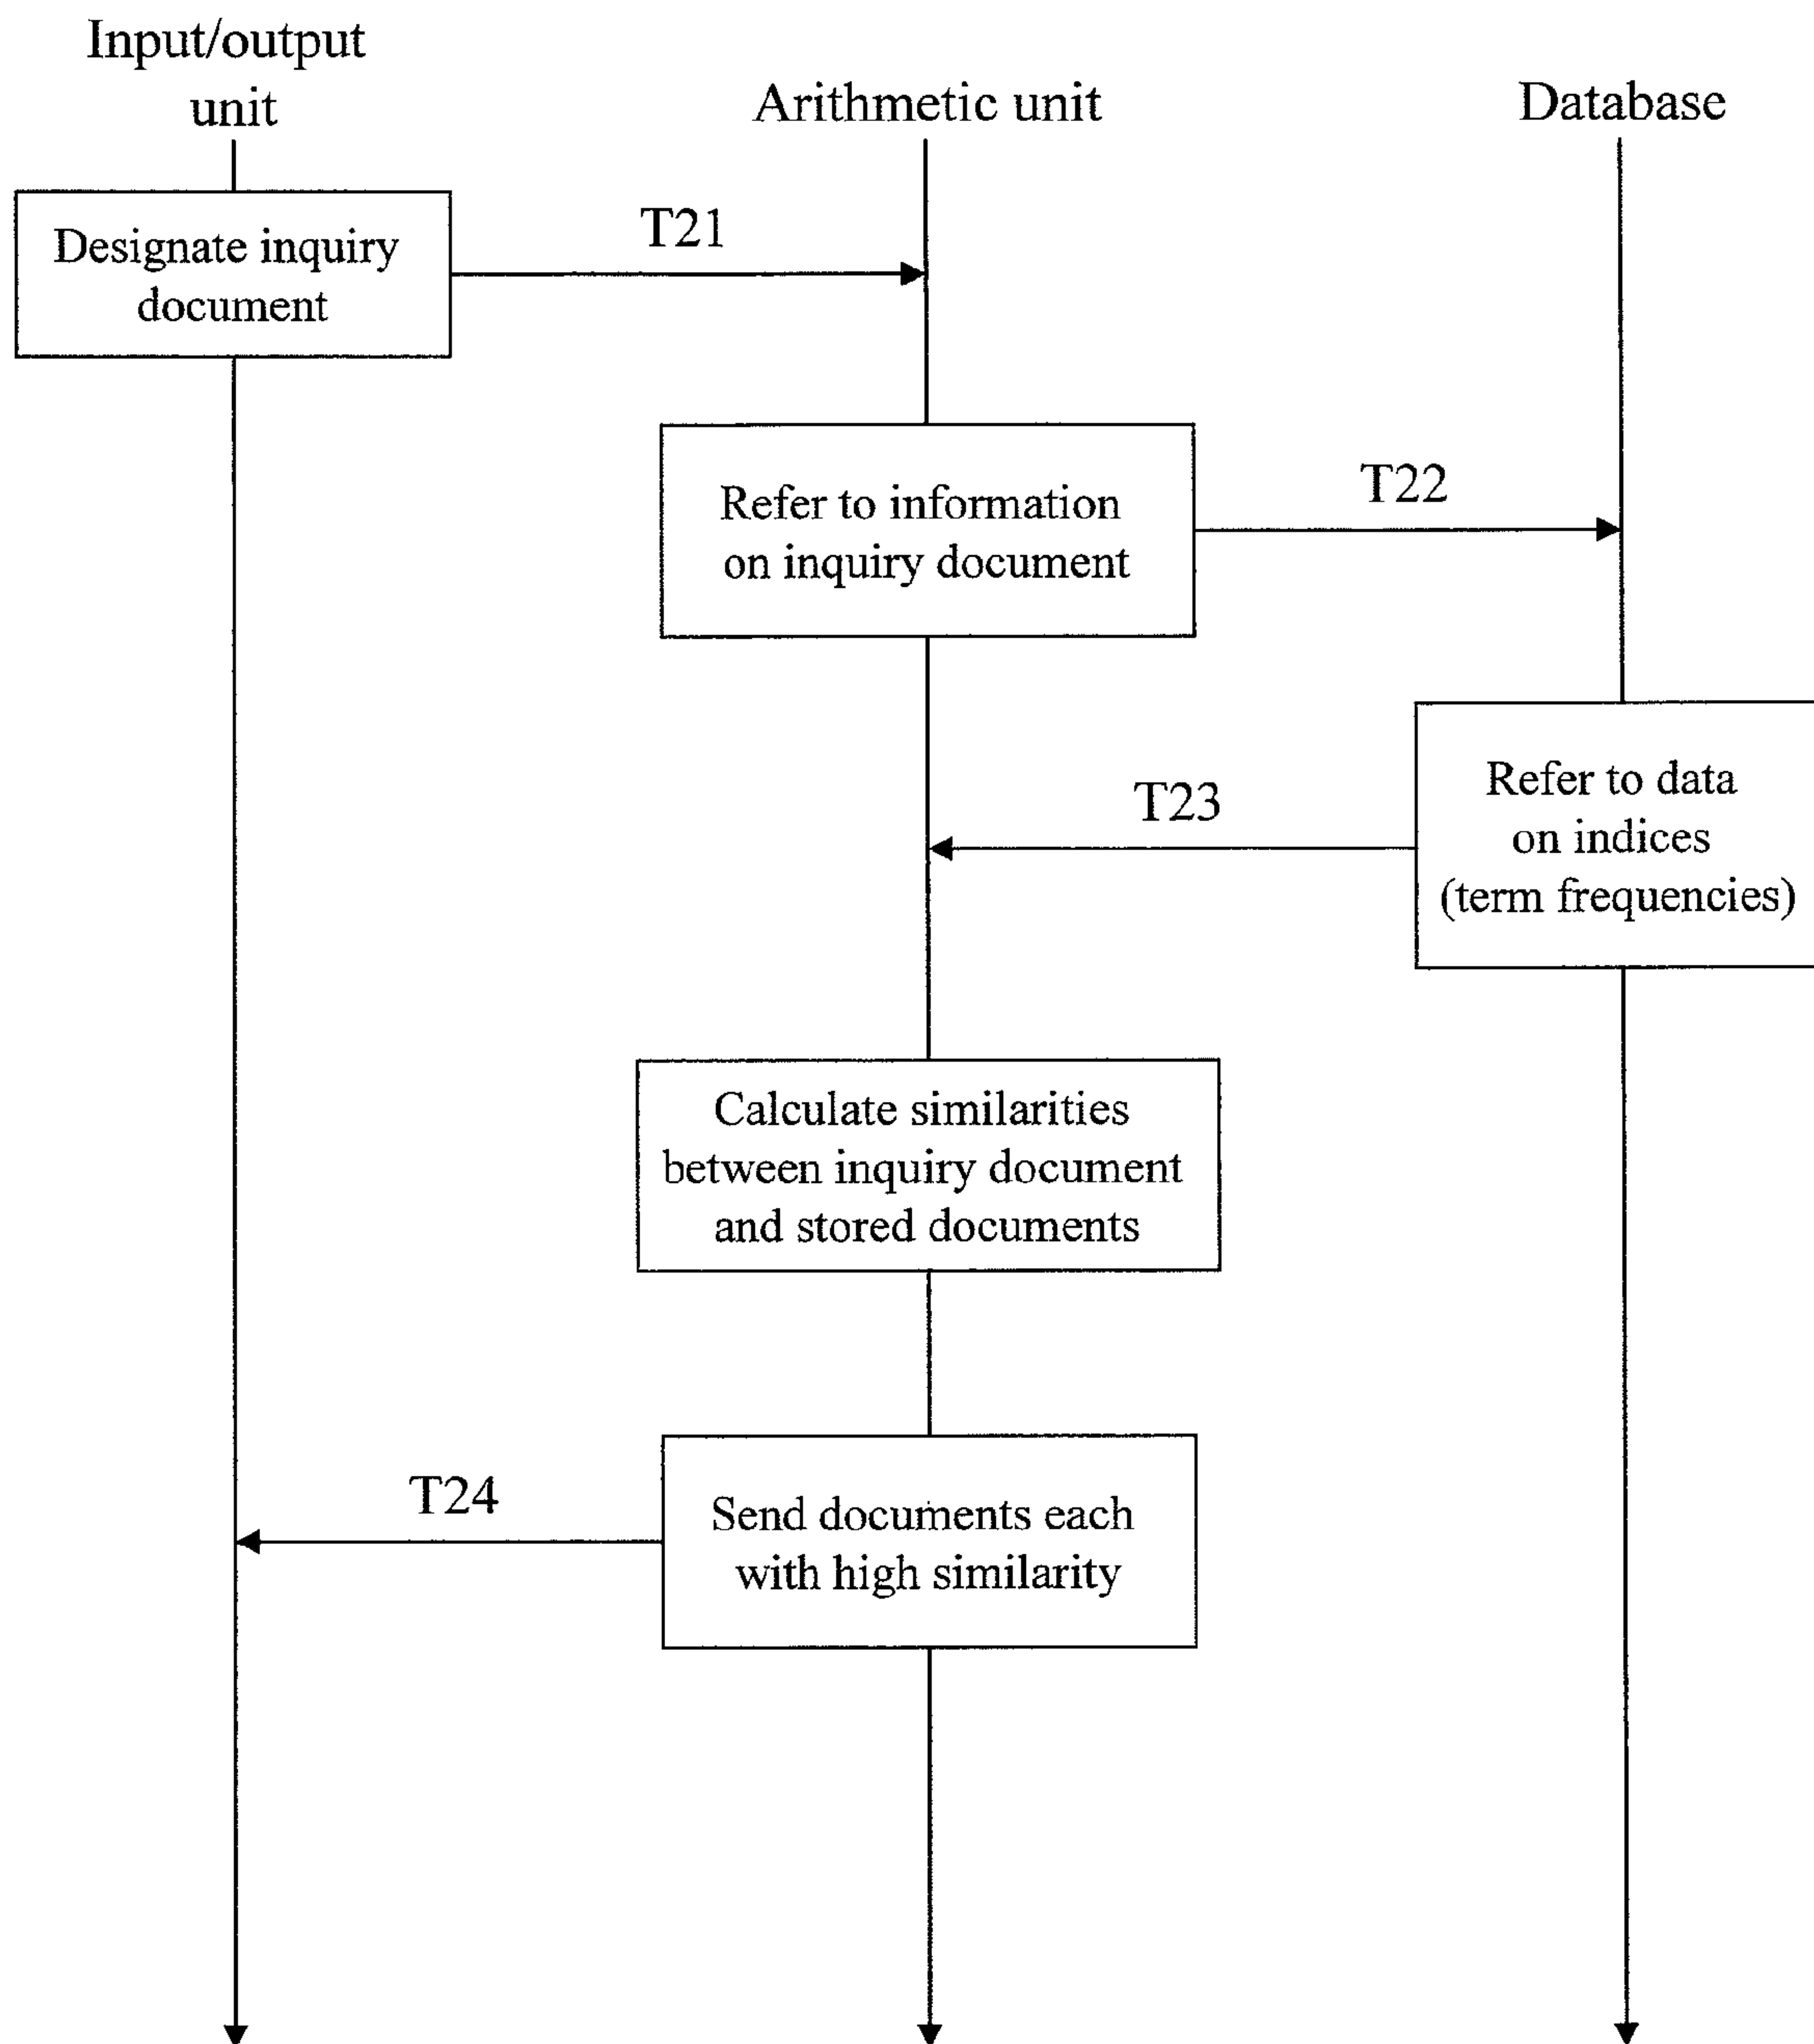 Input/output
unit
Arithmetic unit
Database
Designate inquiry
document
T21
Refer to information
on inquiry document
T22
Refer to data
on indices
(term frequencies)
T23
Calculate similarities
between inquiry document
and stored documents
Send documents each
with high similarity
T24